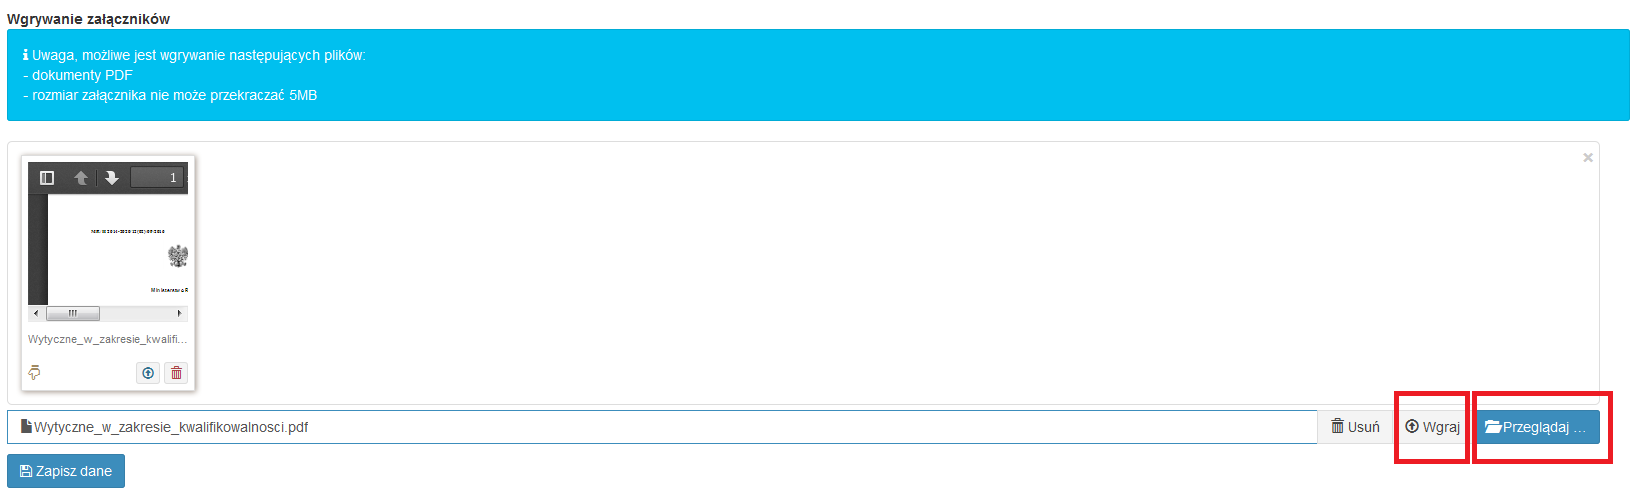 Wgrywanie załączników
Uwaga, możliwe jest wgrywanie następujących plików:
- dokumenty PDF
- rozmiar załącznika nie może przekraczać 5MB
1
Wytyczne_w_zakresie_kwalifi...
Wytyczne_w_zakresie_kwalifikowalnosci.pdf
Usuń
Wgraj
Przeglądaj ...
Zapisz dane